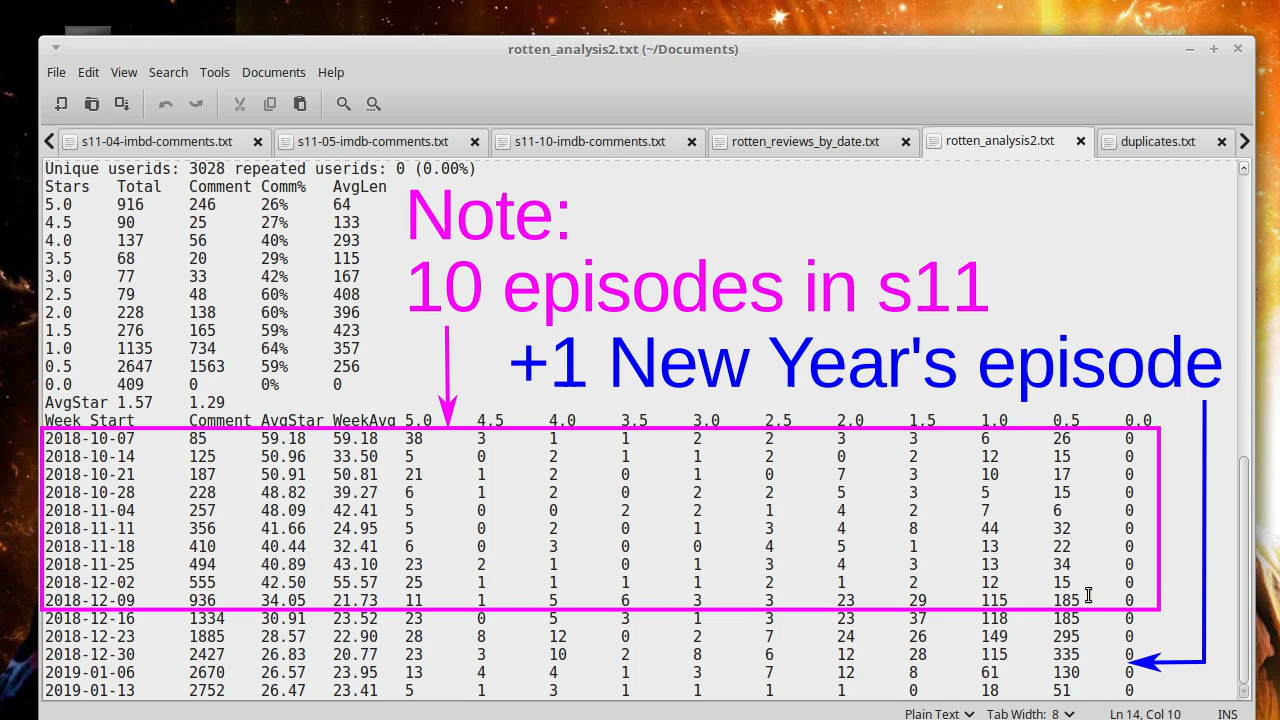 rotten_analysis2.txt (~/Documents)
File Edit View Search Tools Documents Help
s11-04-imbd-comments.txt s11-05-imdb-comments.txt s11-10-imdb-comments.txt rotten_reviews_by_date.txt rotten_analysis2.txt duplicates.txt
Unique userids: 3028 repeated userids: 0 (0.00%)
Stars Total Comment Comm% AvgLen
5.0 916 246 26% 64
4.5 90 25 27% 133
4.0 137 56 40% 293
3.5 68 20 29% 115
3.0 77 33 42% 167
2.5 79 48 60% 408
2.0 228 138 60% 396
1.5 276 165 59% 423
1.0 1135 734 64% 357
0.5 2647 1563 59% 256
0.0 409 0 0% 0
AvgStar 1.57 1.29
Note:
10 episodes in s11
+1 New Year's episode
Week Start Comment AvgStar WeekAvg 5.0 4.5 4.0 3.5 3.0 2.5 2.0 1.5 1.0 0.5 0.0
2018-10-07 85 59.18 59.18 38 3 1 1 2 2 3 3 6 26 0
2018-10-14 125 50.96 33.50 5 0 2 1 1 2 0 2 12 15 0
2018-10-21 187 50.91 50.81 21 1 2 0 1 0 7 3 10 17 0
2018-10-28 228 48.82 39.27 6 1 2 0 2 2 5 3 5 15 0
2018-11-04 257 48.09 42.41 5 0 0 2 2 1 4 2 7 6 0
2018-11-11 356 41.66 24.95 5 0 2 0 1 3 4 8 44 32 0
2018-11-18 410 40.44 32.41 6 0 3 0 0 4 5 1 13 22 0
2018-11-25 494 40.89 43.10 23 2 1 0 1 3 4 3 13 34 0
2018-12-02 555 42.50 55.57 25 1 1 1 1 2 1 2 12 15 0
2018-12-09 936 34.05 21.73 11 1 5 6 3 3 23 29 115 185 0
2018-12-16 1334 30.91 23.52 23 0 5 3 1 3 23 37 118 185 0
2018-12-23 1885 28.57 22.90 28 8 12 0 2 7 24 26 149 295 0
2018-12-30 2427 26.83 20.77 23 3 10 2 8 6 12 28 115 335 0
2019-01-06 2670 26.57 23.95 13 4 4 1 3 7 12 8 61 130 0
2019-01-13 2752 26.47 23.41 5 1 3 1 1 1 1 0 18 51 0
Plain Text Tab Width: 8 Ln 14, Col 10 INS